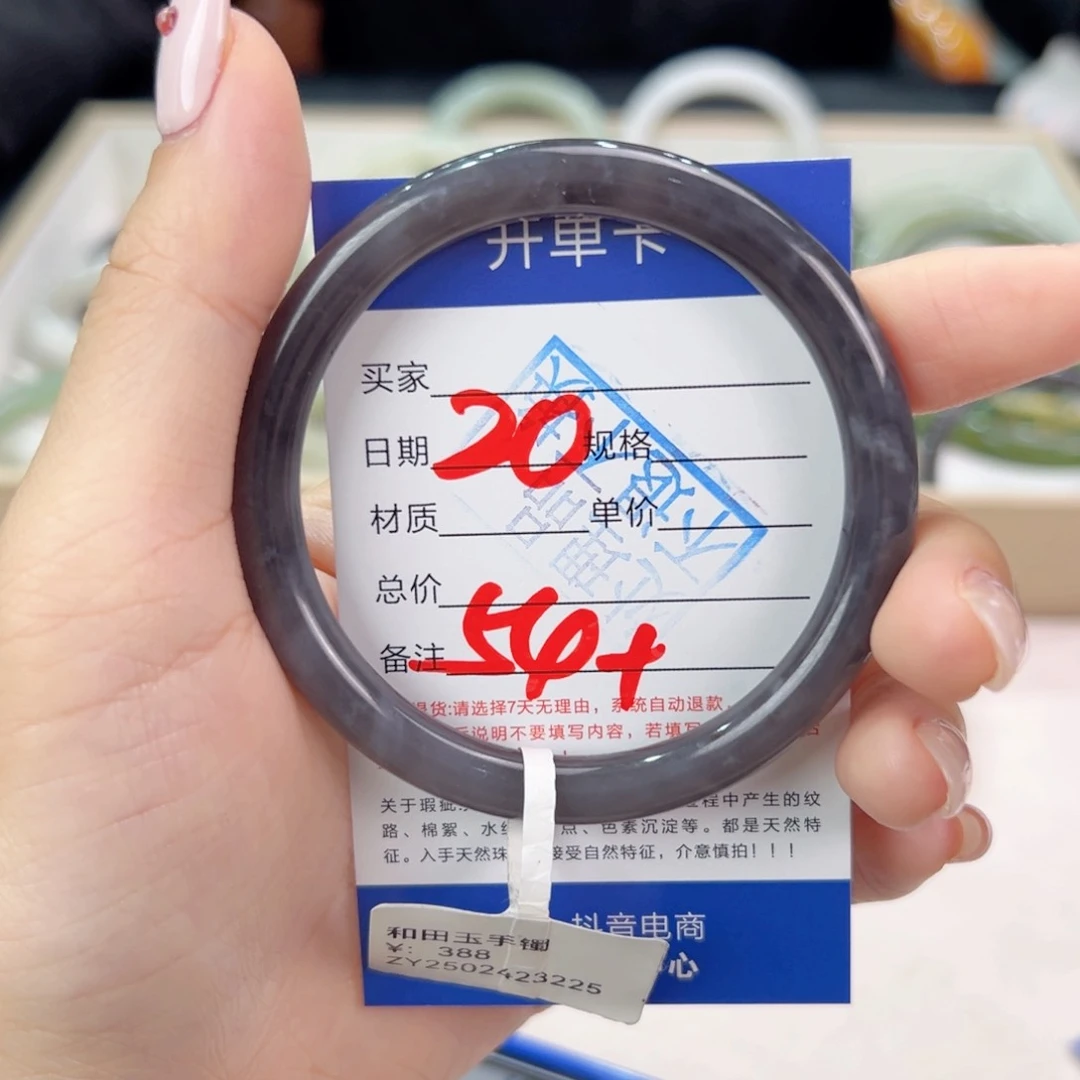 开单卡
买家
20
日期 规格
材质 单价
总价
54+
备注
退货:请选择7天无理由，系统自动退款
示说明不要填写内容，若填写
关于瑕疵 程中产生的纹
路、棉絮、水 点、色素沉淀等。都是天然特
征。入手天然珠 接受自然特征，介意慎拍！！！
抖音电商
心
和田玉手镯
¥: 388
ZY2502423225